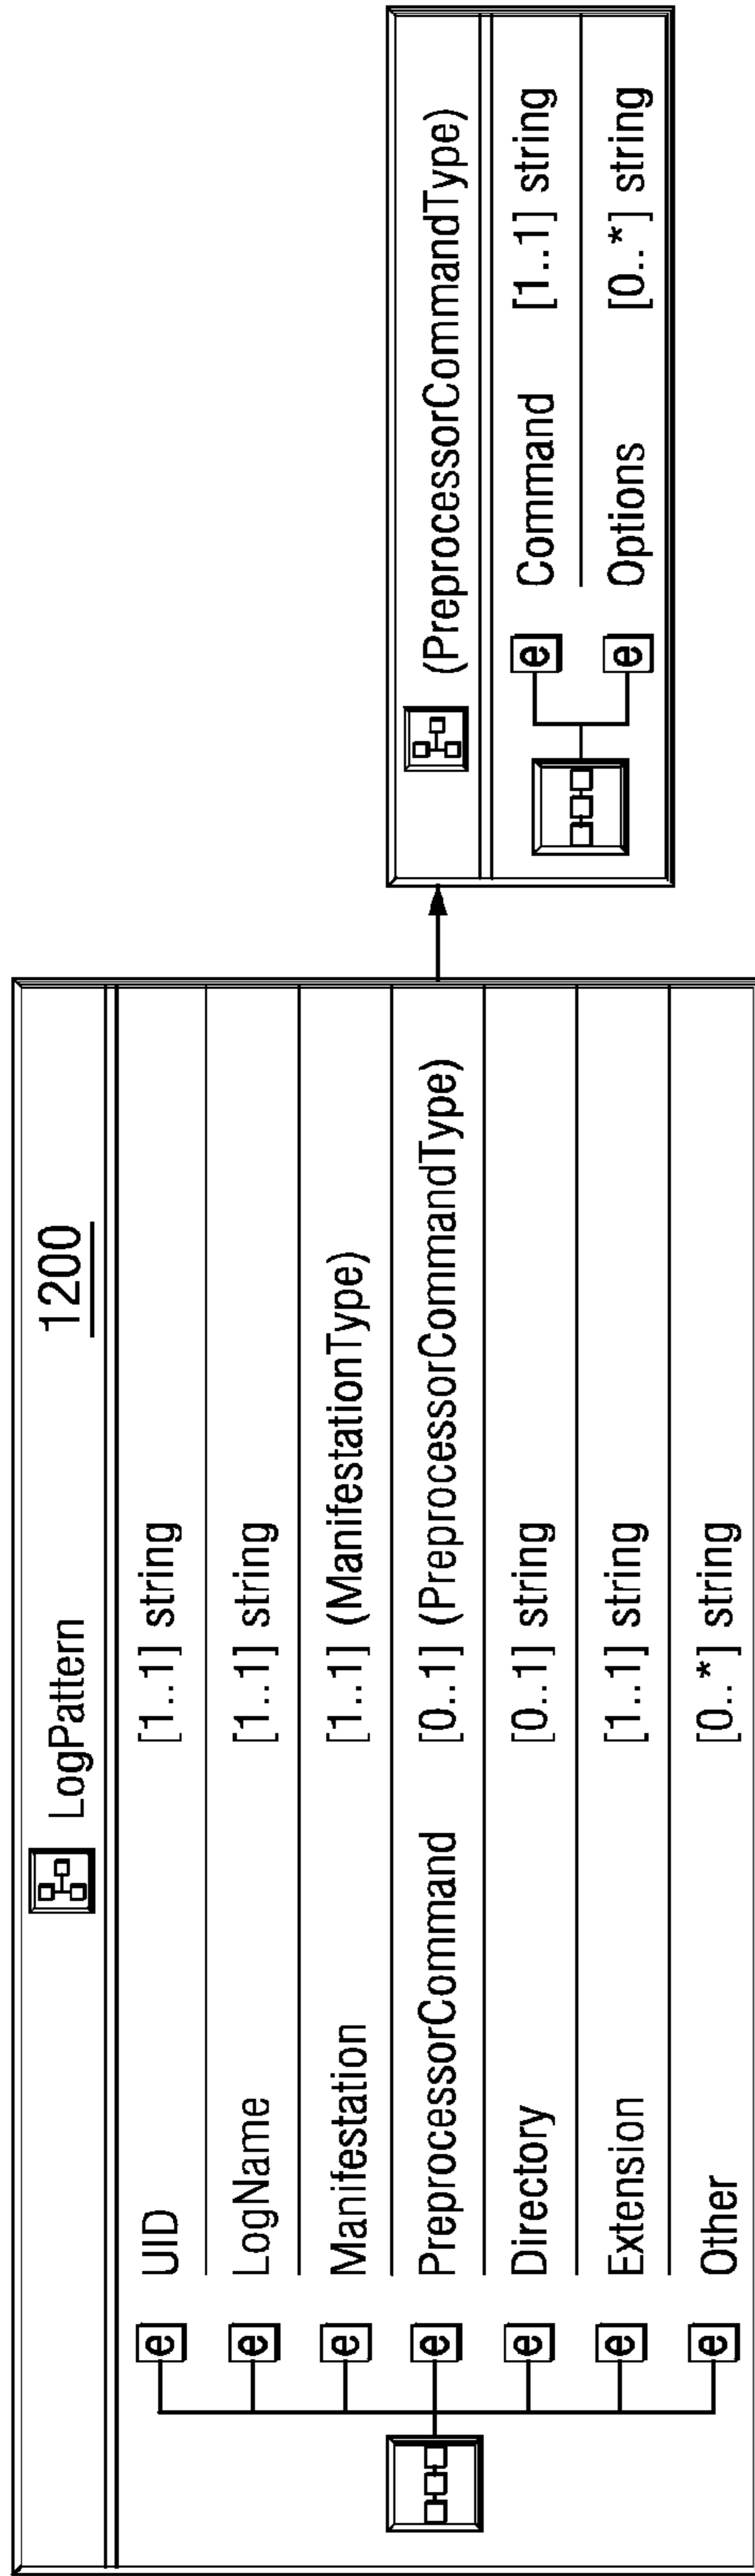 LogPattern 1200
e UID [1..1] string
e LogName [1..1] string
e Manifestation [1..1] (ManifestationType)
e PreprocessorCommand [0..1] (PreprocessorCommandType)
e Directory [0..1] string
e Extension [1..1] string
e Other [0..*] string
(PreprocessorCommandType)
e Command [1..1] string
e Options [0..*] string